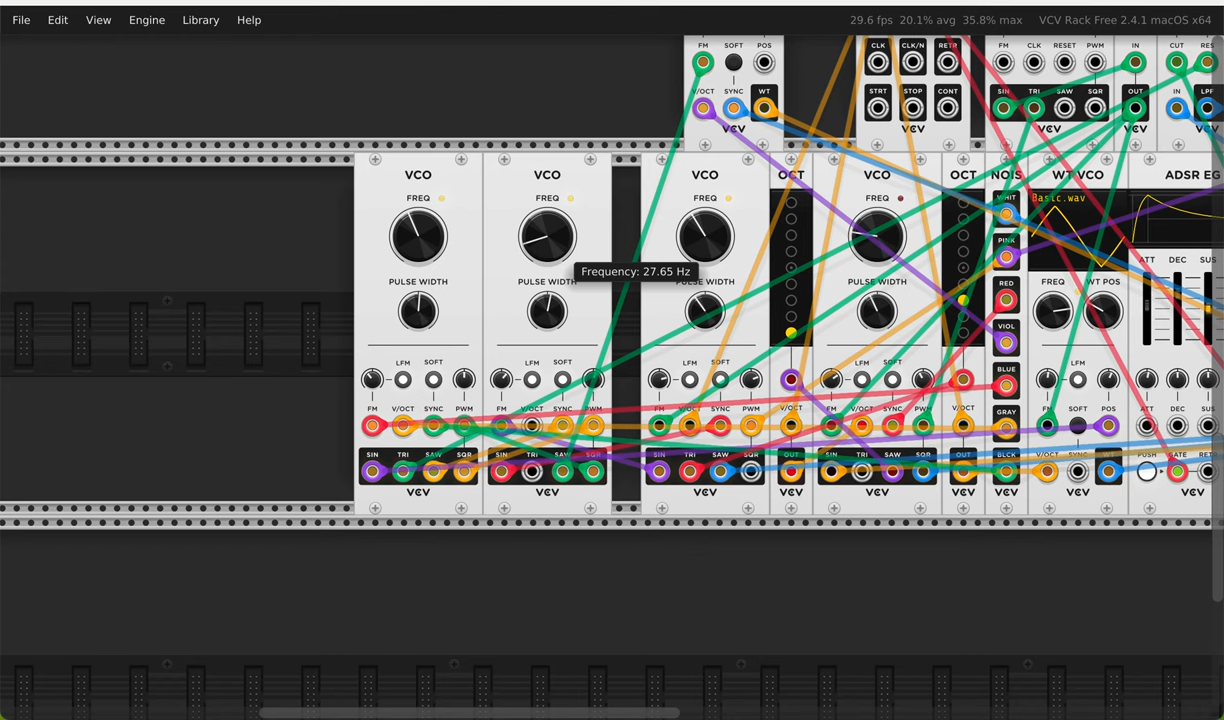 File Edit View Engine Library Help 29.6 fps 20.1% avg 35.8% max VCV Rack Free 2.4.1 macOS x64
FM SOFT POS CLK CLK/N RETR FM CLK RESET PWM IN CUT RES
V/OCT SYNC WT STRT STOP CONT SIN TRI SAW SQR OUT IN LPF
VCV VCV VCV VCV
VCO VCO VCO OCT VCO OCT NOIS WT VCO ADSR EG
FREQ FREQ FREQ FREQ WHIT Basic.wav
PINK
ATT DEC SUS
Frequency: 27.65 Hz
PULSE WIDTH PULSE WIDTH PULSE WIDTH PULSE WIDTH RED FREQ WT POS
VIOL
LFM SOFT LFM SOFT LFM SOFT LFM SOFT BLUE LFM
FM V/OCT SYNC PWM FM V/OCT SYNC PWM FM V/OCT SYNC PWM V/OCT FM V/OCT SYNC PWM V/OCT GRAY FM SOFT POS ATT DEC SUS
SIN TRI SAW SQR SIN TRI SAW SQR SIN TRI SAW SQR OUT SIN TRI SAW SQR OUT BLCK V/OCT SYNC WT PUSH GATE RETR
VCV VCV VCV VCV VCV VCV VCV VCV VCV